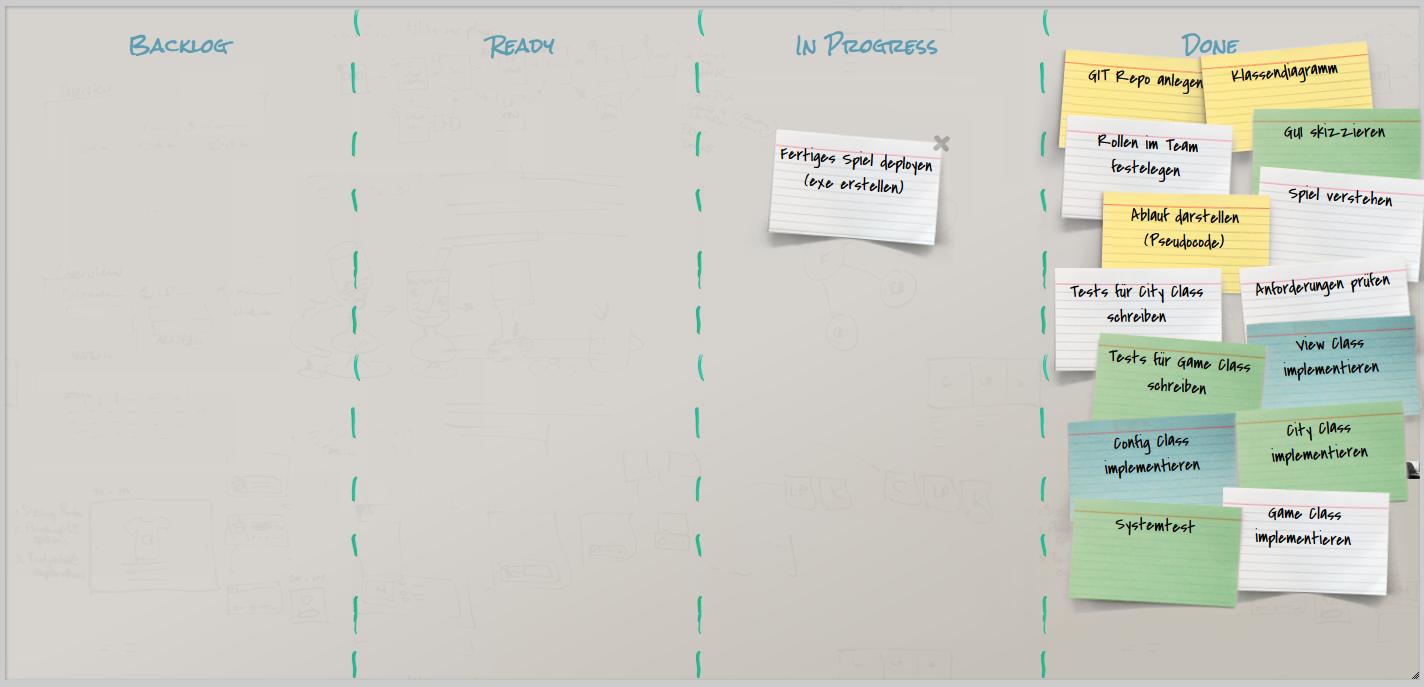 Backlog
Ready
In Progress
Done
Fertiges Spiel deployen
(exe erstellen)
GIT Repo anlegen
Klassendiagramm
GUI skizzieren
Rollen im Team
festelegen
Spiel verstehen
Ablauf darstellen
(Pseudocode)
Tests für City Class
schreiben
Anforderungen prüfen
View Class
implementieren
Tests für Game Class
schreiben
Config Class
implementieren
City Class
implementieren
Systemtest
Game Class
implementieren